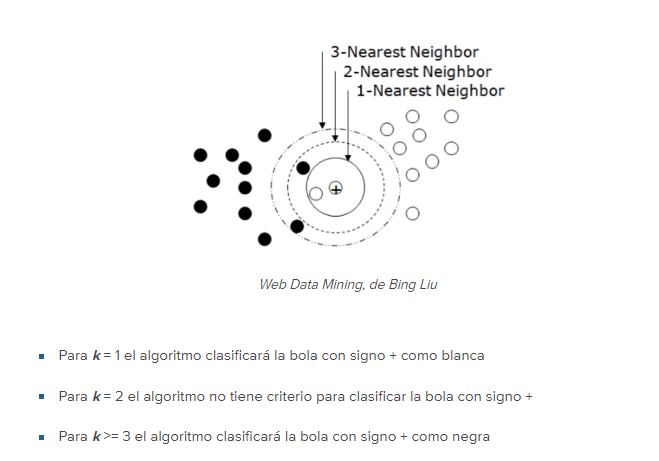 3-Nearest Neighbor
2-Nearest Neighbor
1-Nearest Neighbor
+
Web Data Mining, de Bing Liu
▪ Para k = 1 el algoritmo clasificará la bola con signo + como blanca
▪ Para k = 2 el algoritmo no tiene criterio para clasificar la bola con signo +
▪ Para k >= 3 el algoritmo clasificará la bola con signo + como negra